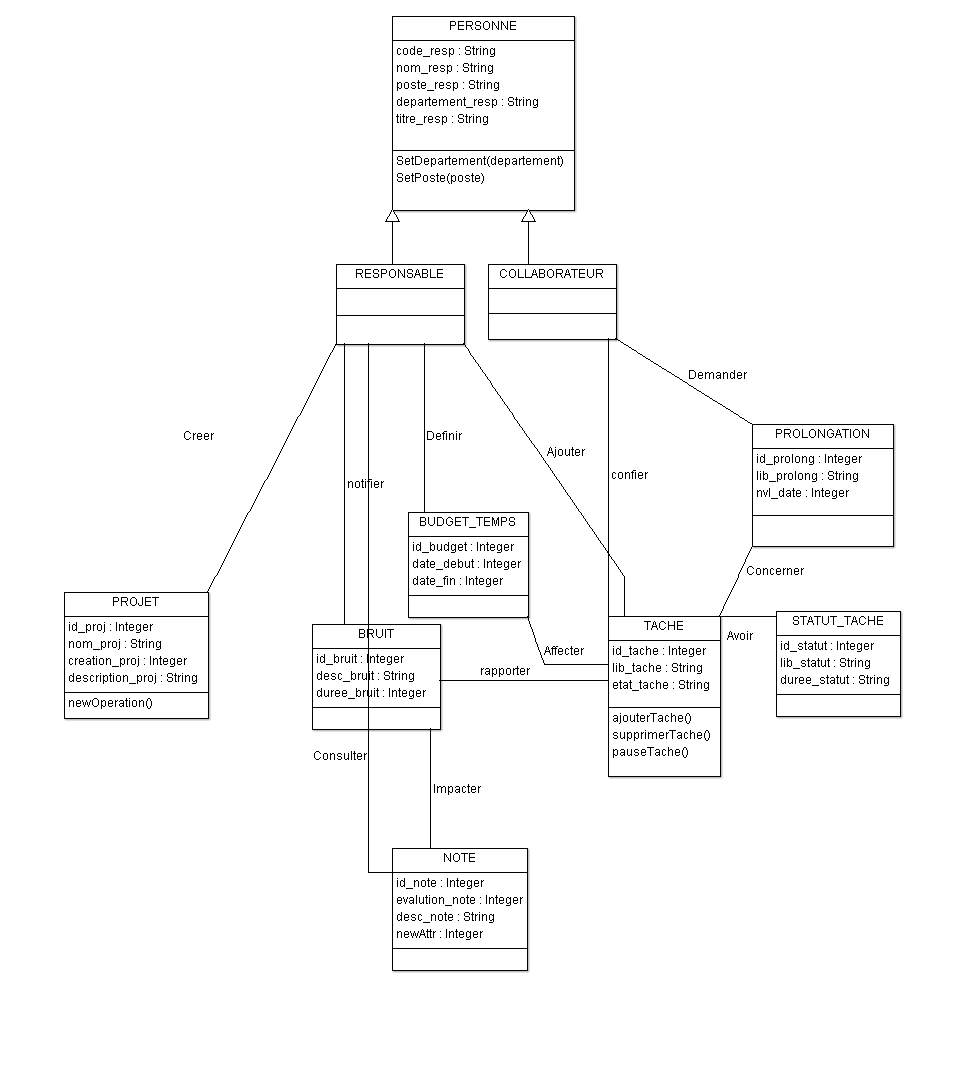 PERSONNE
code_resp : String
nom_resp : String
poste_resp : String
departement_resp : String
titre_resp : String
SetDepartement(departement)
SetPoste(poste)
RESPONSABLE
COLLABORATEUR
Demander
Creer
Definir
Ajouter
confier
notifier
PROLONGATION
id_prolong : Integer
lib_prolong : String
nvl_date : Integer
BUDGET_TEMPS
id_budget : Integer
date_debut : Integer
date_fin : Integer
Concerner
PROJET
id_proj : Integer
nom_proj : String
creation_proj : Integer
description_proj : String
newOperation()
BRUIT
id_bruit : Integer
desc_bruit : String
duree_bruit : Integer
Affecter
rapporter
TACHE
id_tache : Integer
lib_tache : String
etat_tache : String
ajouterTache()
supprimerTache()
pauseTache()
Avoir
STATUT_TACHE
id_statut : Integer
lib_statut : String
duree_statut : String
Consulter
Impacter
NOTE
id_note : Integer
evalution_note : Integer
desc_note : String
newAttr : Integer